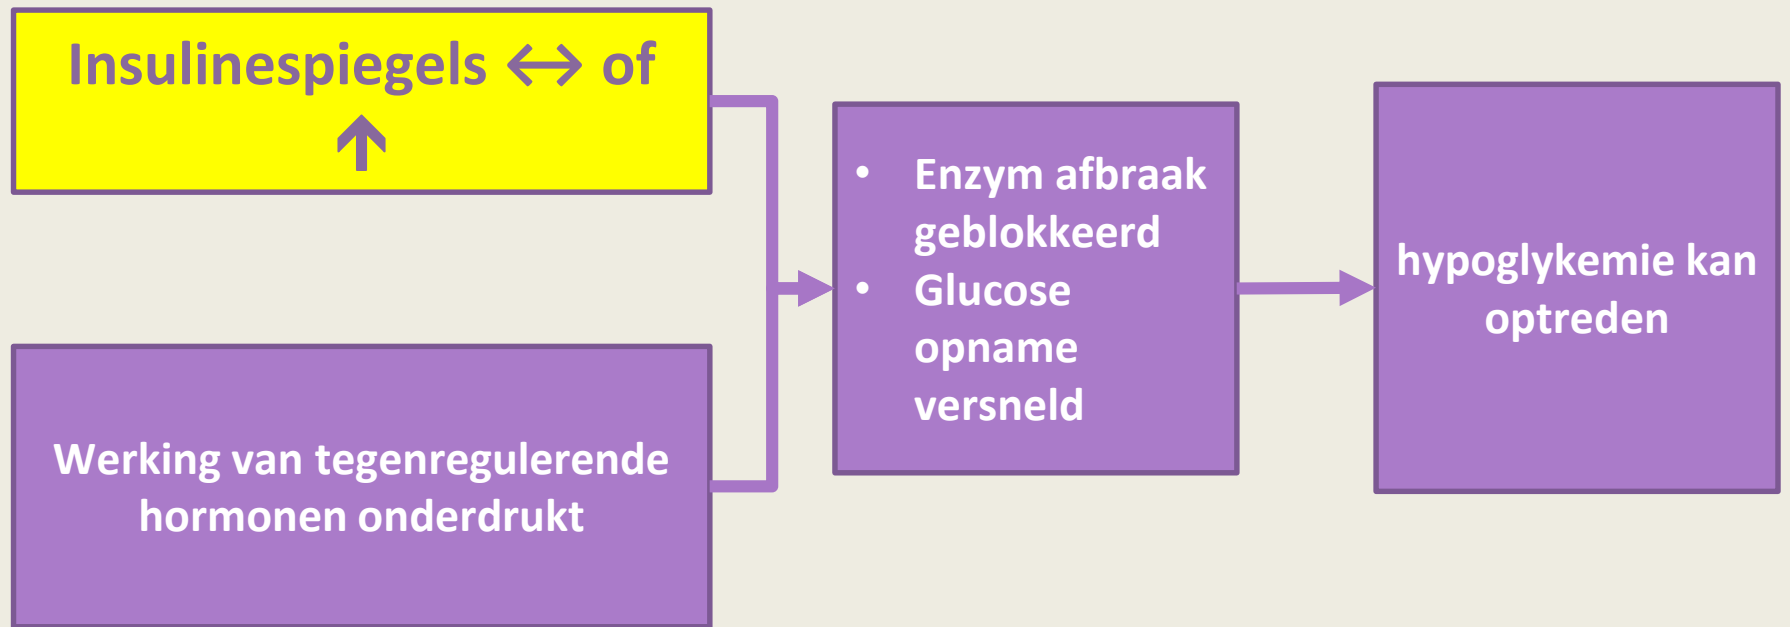 Insulinespiegels ↔ of
↑
Werking van tegenregulerende
hormonen onderdrukt
• Enzym afbraak
geblokkeerd
• Glucose
opname
versneld
hypoglykemie kan
optreden